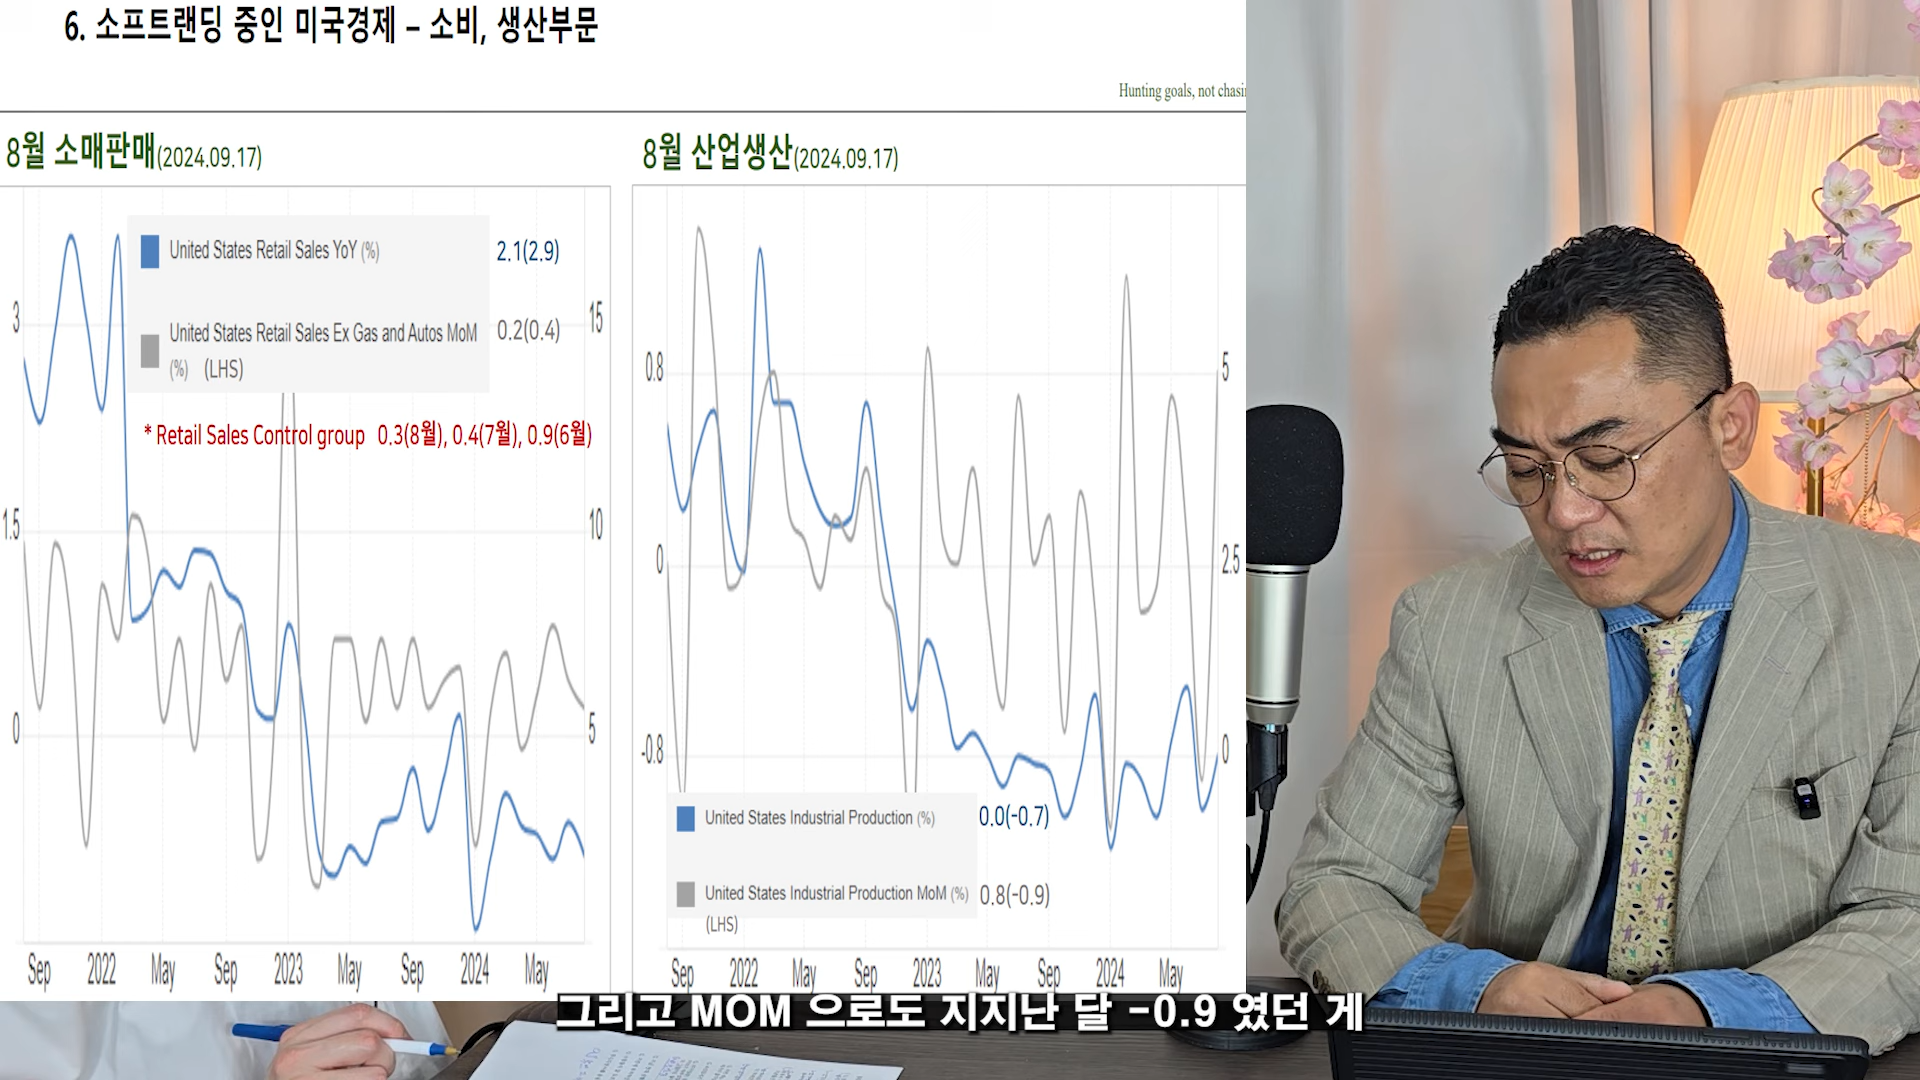 6. 소프트랜딩 중인 미국경제 – 소비, 생산부문
Hunting goals, not chasi
8월 소매판매(2024.09.17)
United States Retail Sales YoY (%) 2.1(2.9)
United States Retail Sales Ex Gas and Autos MoM 0.2(0.4)
(%) (LHS)
* Retail Sales Control group 0.3(8월), 0.4(7월), 0.9(6월)
3
1.5
0
15
10
5
Sep 2022 May Sep 2023 May Sep 2024 May
8월 산업생산(2024.09.17)
0.8
0
-0.8
5
2.5
0
United States Industrial Production (%) 0.0(-0.7)
United States Industrial Production MoM (%) 0.8(-0.9)
(LHS)
Sep 2022 May Sep 2023 May Sep 2024 May
그리고 MOM 으로도 지지난 달 -0.9 였던 게